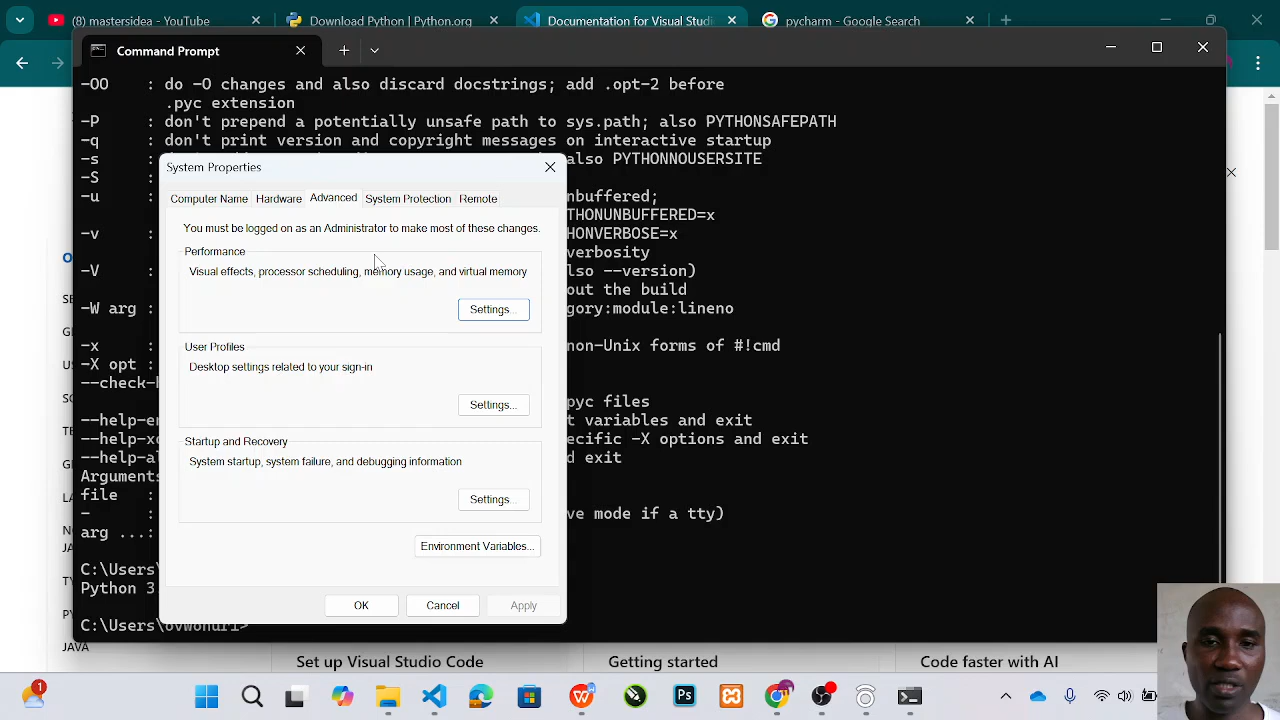 (8) mastersidea - YouTube
Download Python | Python.org
Documentation for Visual Studi
pycharm - Google Search
Command Prompt
-OO : do -O changes and also discard docstrings; add .opt-2 before
.pyc extension
-P : don't prepend a potentially unsafe path to sys.path; also PYTHONSAFEPATH
-q : don't print version and copyright messages on interactive startup
-s : also PYTHONNOUSERSITE
-S :
-u : nbuffered;
THONUNBUFFERED=x
-v : HONVERBOSE=x
verbosity
-V : lso --version)
out the build
-W arg : gory:module:lineno
-x : non-Unix forms of #!cmd
-X opt :
--check-h
pyc files
--help-en t variables and exit
--help-xo ecific -X options and exit
--help-al d exit
Arguments
file :
- : ve mode if a tty)
arg ...:
C:\Users\
Python 3.
C:\Users\ovwohuri>
System Properties
Computer Name Hardware Advanced System Protection Remote
You must be logged on as an Administrator to make most of these changes.
Performance
Visual effects, processor scheduling, memory usage, and virtual memory
Settings...
User Profiles
Desktop settings related to your sign-in
Settings...
Startup and Recovery
System startup, system failure, and debugging information
Settings...
Environment Variables...
OK Cancel Apply
JAVA
Set up Visual Studio Code
Getting started
Code faster with AI